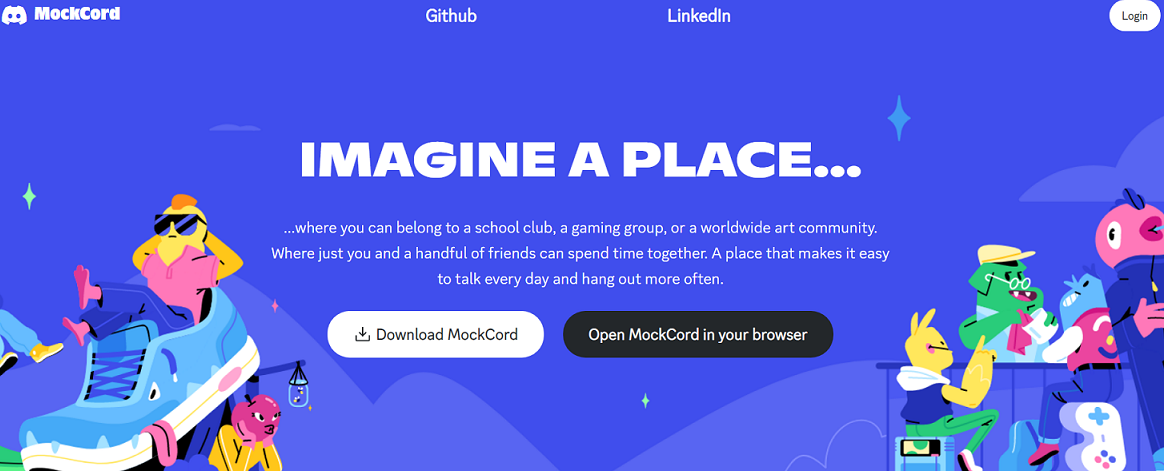 MockCord
Github
LinkedIn
Login
IMAGINE A PLACE...
...where you can belong to a school club, a gaming group, or a worldwide art community.
Where just you and a handful of friends can spend time together. A place that makes it easy
to talk every day and hang out more often.
Download MockCord
Open MockCord in your browser